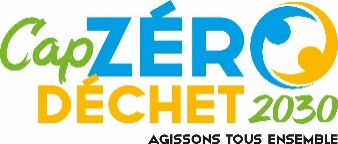 Cap ZÉRO
DÉCHET 2030
AGISSONS TOUS ENSEMBLE